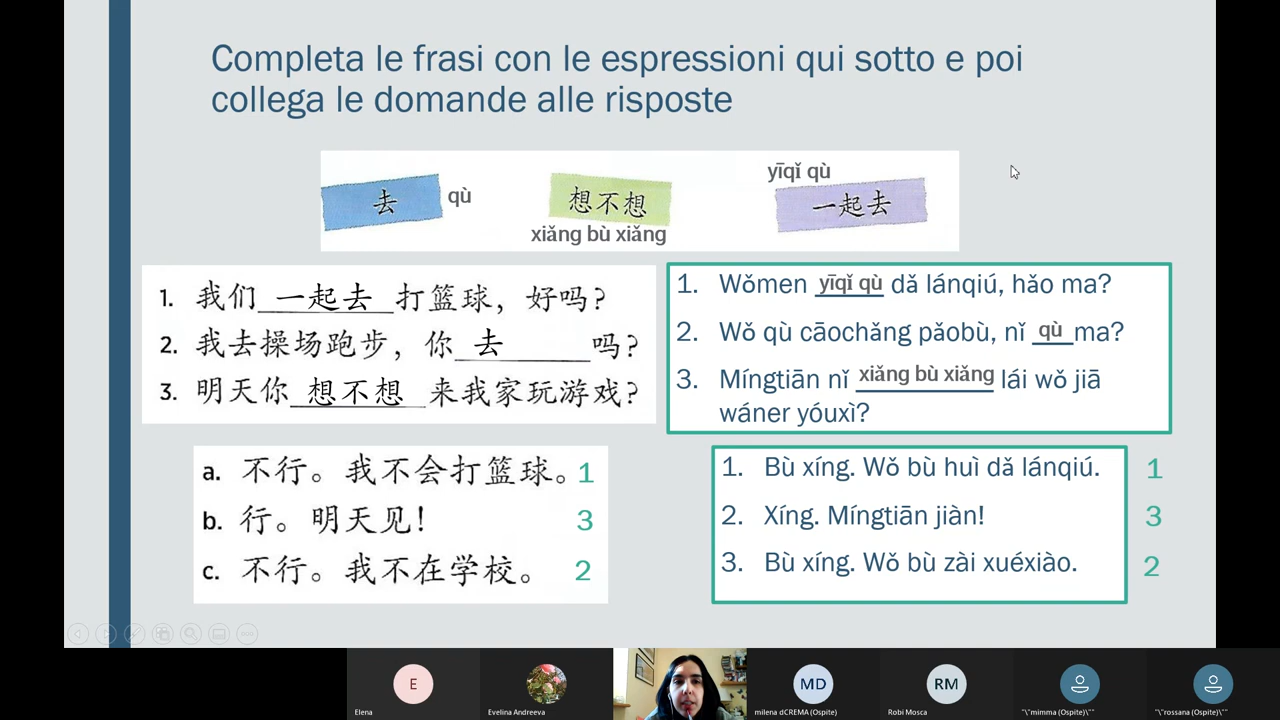 Completa le frasi con le espressioni qui sotto e poi
collega le domande alle risposte
去 qù
想不想
xiǎng bù xiǎng
yīqǐ qù
一起去
1. 我们 一起去 打篮球，好吗？
2. 我去操场跑步，你 去 吗？
3. 明天你 想不想 来我家玩游戏？
1. Wǒmen yīqǐ qù dǎ lánqiú, hǎo ma?
2. Wǒ qù cāochǎng pǎobù, nǐ qù ma?
3. Míngtiān nǐ xiǎng bù xiǎng lái wǒ jiā
wáner yóuxì?
a. 不行。我不会打篮球。 1
b. 行。明天见！ 3
c. 不行。我不在学校。 2
1. Bù xíng. Wǒ bù huì dǎ lánqiú. 1
2. Xíng. Míngtiān jiàn! 3
3. Bù xíng. Wǒ bù zài xuéxiào. 2
E
Elena
Evelina Andreeva
MD
milena dCREMA (Ospite)
RM
Robi Mosca
"\"mimma (Ospite)\""
"\"rossana (Ospite)\""